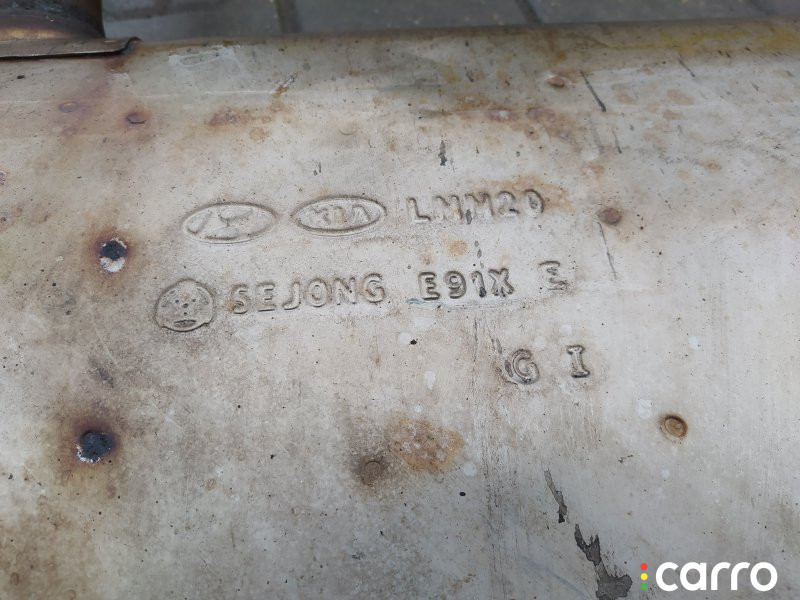 KIA LMM20
SEJONG E91X E
G I
carro